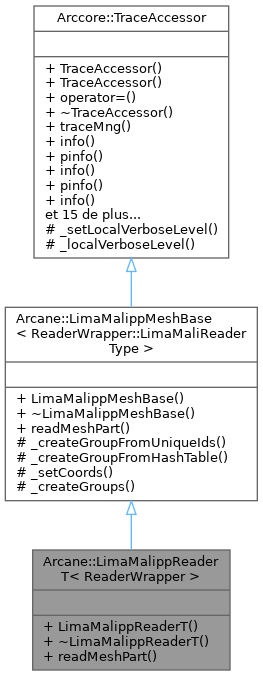 Arccore::TraceAccessor
+ TraceAccessor()
+ TraceAccessor()
+ operator=()
+ ~TraceAccessor()
+ traceMng()
+ info()
+ pinfo()
+ info()
+ pinfo()
+ info()
et 15 de plus...
# _setLocalVerboseLevel()
# _localVerboseLevel()
Arcane::LimaMalippMeshBase
< ReaderWrapper::LimaMaliReader
Type >
+ LimaMalippMeshBase()
+ ~LimaMalippMeshBase()
+ readMeshPart()
# _createGroupFromUniqueIds()
# _createGroupFromHashTable()
# _setCoords()
# _createGroups()
Arcane::LimaMalippReader
T< ReaderWrapper >
+ LimaMalippReaderT()
+ ~LimaMalippReaderT()
+ readMeshPart()